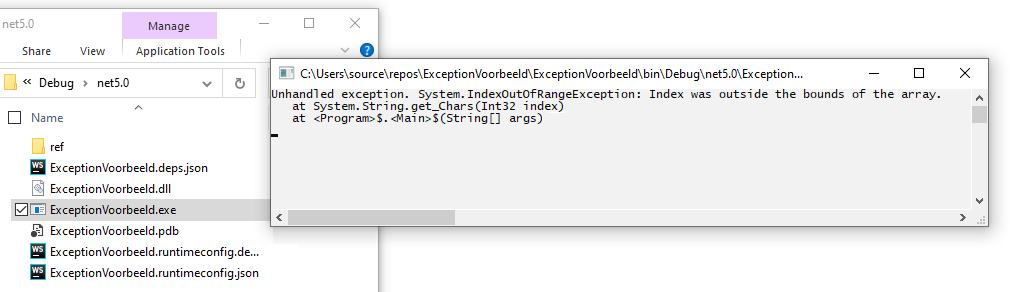 net5.0
Manage
Share
View
Application Tools
« Debug > net5.0
Name
ref
ExceptionVoorbeeld.deps.json
ExceptionVoorbeeld.dll
ExceptionVoorbeeld.exe
ExceptionVoorbeeld.pdb
ExceptionVoorbeeld.runtimeconfig.de...
ExceptionVoorbeeld.runtimeconfig.json
C:\Users\source\repos\ExceptionVoorbeeld\ExceptionVoorbeeld\bin\Debug\net5.0\Exception...
Unhandled exception. System.IndexOutOfRangeException: Index was outside the bounds of the array.
at System.String.get_Chars(Int32 index)
at <Program>$.<Main>$(String[] args)